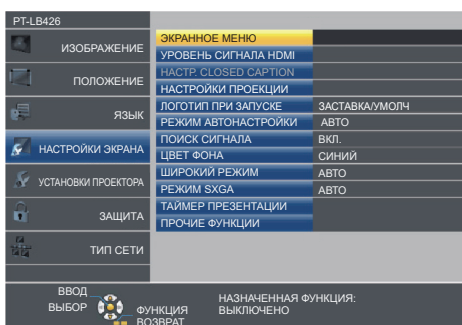 PT-LB426
ИЗОБРАЖЕНИЕ
ПОЛОЖЕНИЕ
ЯЗЫК
НАСТРОЙКИ ЭКРАНА
УСТАНОВКИ ПРОЕКТОРА
ЗАЩИТА
ТИП СЕТИ
ЭКРАННОЕ МЕНЮ
УРОВЕНЬ СИГНАЛА HDMI
НАСТР. CLOSED CAPTION
НАСТРОЙКИ ПРОЕКЦИИ
ЛОГОТИП ПРИ ЗАПУСКЕ ЗАСТАВКА/УМОЛЧ
РЕЖИМ АВТОНАСТРОЙКИ АВТО
ПОИСК СИГНАЛА ВКЛ.
ЦВЕТ ФОНА СИНИЙ
ШИРОКИЙ РЕЖИМ АВТО
РЕЖИМ SXGA АВТО
ТАЙМЕР ПРЕЗЕНТАЦИИ
ПРОЧИЕ ФУНКЦИИ
ВВОД
ВЫБОР
ФУНКЦИЯ
ВОЗВРАТ
НАЗНАЧЕННАЯ ФУНКЦИЯ:
ВЫКЛЮЧЕНО